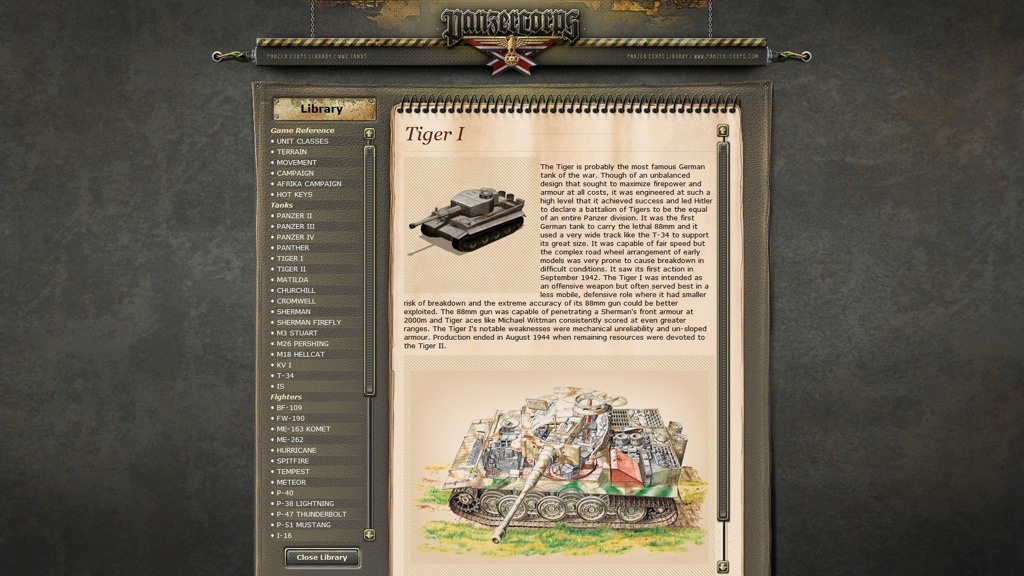 Panzercorps
PANZER CORPS LIBRARY / WW2 TANKS
PANZER CORPS LIBRARY / WWW.PANZER-CORPS.COM
Library
Game Reference
• UNIT CLASSES
• TERRAIN
• MOVEMENT
• CAMPAIGN
• AFRIKA CAMPAIGN
• HOT KEYS
Tanks
• PANZER II
• PANZER III
• PANZER IV
• PANTHER
• TIGER I
• TIGER II
• MATILDA
• CHURCHILL
• CROMWELL
• SHERMAN
• SHERMAN FIREFLY
• M3 STUART
• M26 PERSHING
• M18 HELLCAT
• KV I
• T-34
• IS
Fighters
• BF-109
• FW-190
• ME-163 KOMET
• ME-262
• HURRICANE
• SPITFIRE
• TEMPEST
• METEOR
• P-40
• P-38 LIGHTNING
• P-47 THUNDERBOLT
• P-51 MUSTANG
• I-16
Close Library
Tiger I
The Tiger is probably the most famous German
tank of the war. Though of an unbalanced
design that sought to maximize firepower and
armour at all costs, it was engineered at such a
high level that it achieved success and led Hitler
to declare a battalion of Tigers to be the equal
of an entire Panzer division. It was the first
German tank to carry the lethal 88mm and it
used a very wide track like the T-34 to support
its great size. It was capable of fair speed but
the complex road wheel arrangement of early
models was very prone to cause breakdown in
difficult conditions. It saw its first action in
September 1942. The Tiger I was intended as
an offensive weapon but often served best in a
less mobile, defensive role where it had smaller
risk of breakdown and the extreme accuracy of its 88mm gun could be better
exploited. The 88mm gun was capable of penetrating a Sherman's front armour at
2000m and Tiger aces like Michael Wittman consistently scored at even greater
ranges. The Tiger I's notable weaknesses were mechanical unreliability and un-sloped
armour. Production ended in August 1944 when remaining resources were devoted to
the Tiger II.